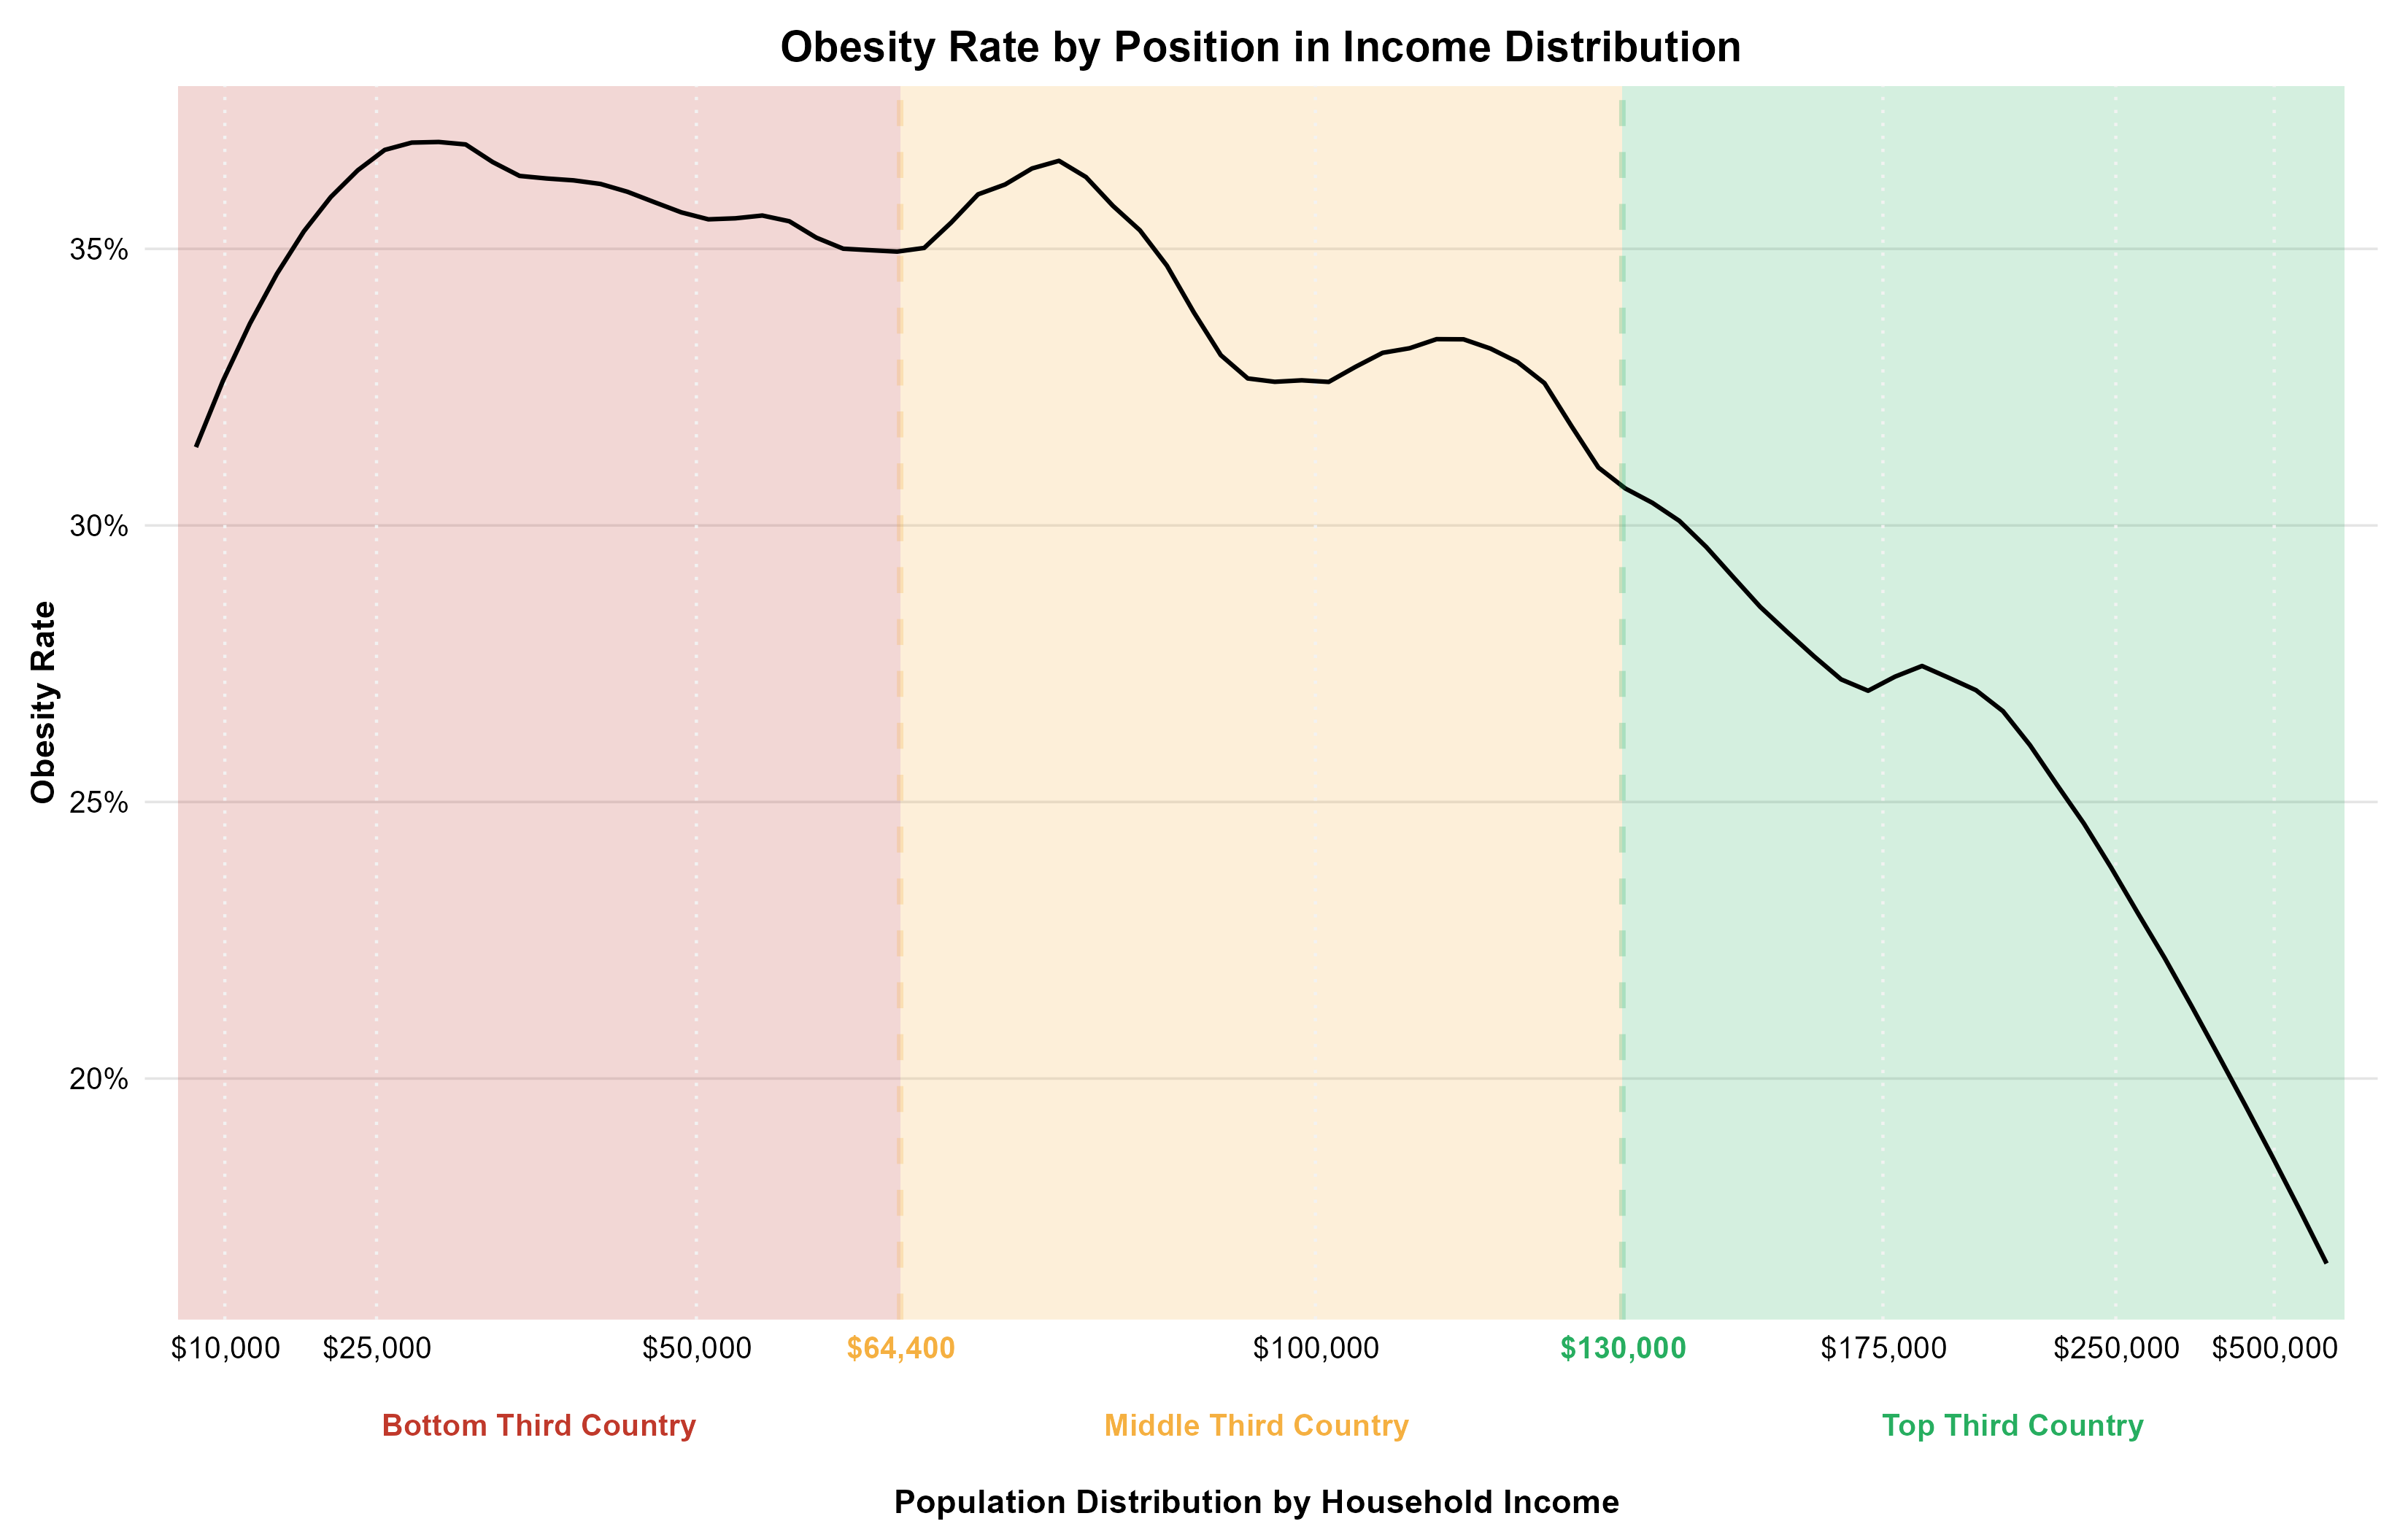 Obesity Rate by Position in Income Distribution
Obesity Rate
35%
30%
25%
20%
$10,000 $25,000 $50,000 $64,400 $100,000 $130,000 $175,000 $250,000 $500,000
Bottom Third Country Middle Third Country Top Third Country
Population Distribution by Household Income